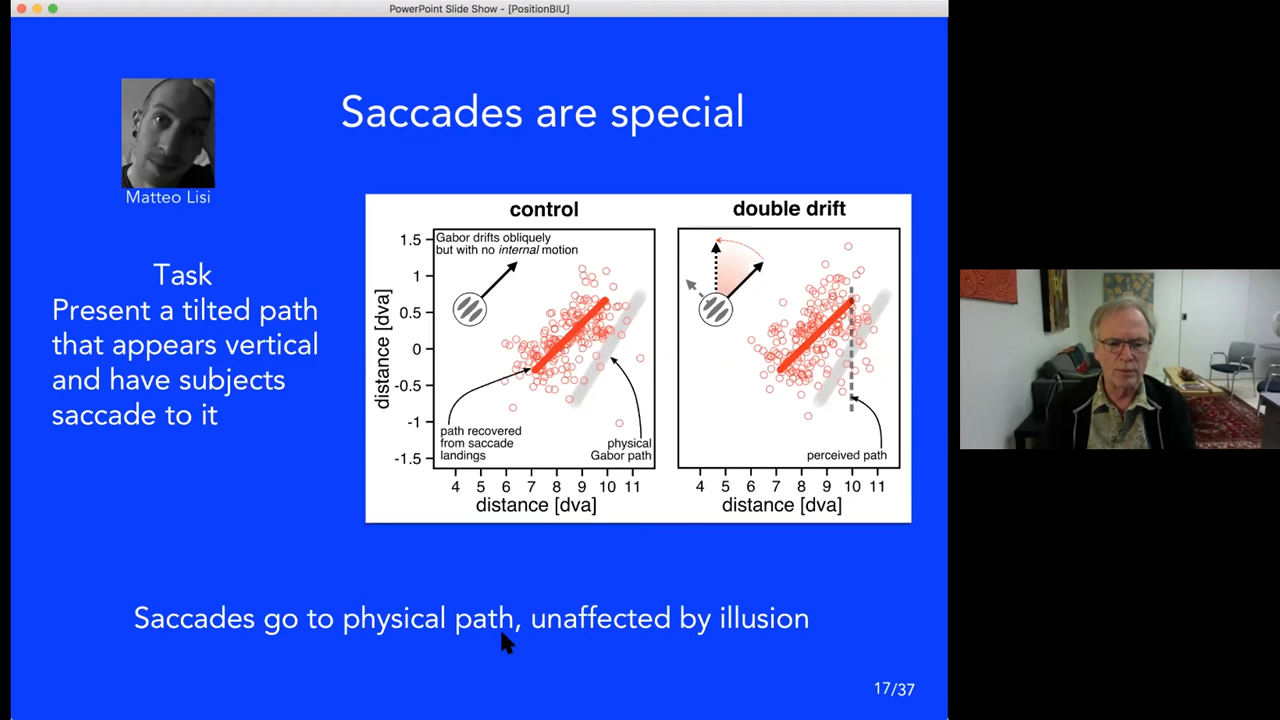 PowerPoint Slide Show - [PositionBIU]
Saccades are special
Matteo Lisi
Task
Present a tilted path
that appears vertical
and have subjects
saccade to it
control
double drift
Gabor drifts obliquely
but with no internal motion
1.5
1
0.5
0
-0.5
-1
-1.5
distance [dva]
path recovered
from saccade
landings
physical
Gabor path
perceived path
4 5 6 7 8 9 10 11
distance [dva]
4 5 6 7 8 9 10 11
distance [dva]
Saccades go to physical path, unaffected by illusion
17/37